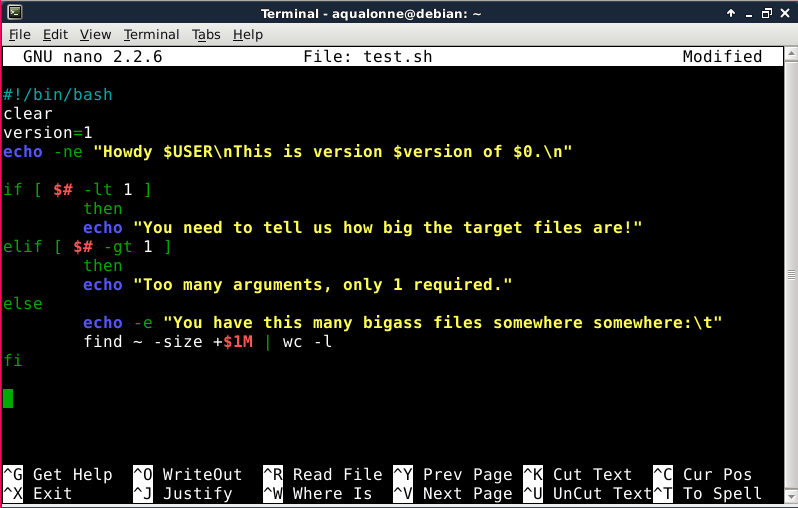 Terminal - aqualonne@debian: ~
File Edit View Terminal Tabs Help
GNU nano 2.2.6 File: test.sh Modified
#!/bin/bash
clear
version=1
echo -ne "Howdy $USER\nThis is version $version of $0.\n"
if [ $# -lt 1 ]
then
echo "You need to tell us how big the target files are!"
elif [ $# -gt 1 ]
then
echo "Too many arguments, only 1 required."
else
echo -e "You have this many bigass files somewhere somewhere:\t"
find ~ -size +$1M | wc -l
fi
^G Get Help ^O WriteOut ^R Read File ^Y Prev Page ^K Cut Text ^C Cur Pos
^X Exit ^J Justify ^W Where Is ^V Next Page ^U UnCut Text ^T To Spell